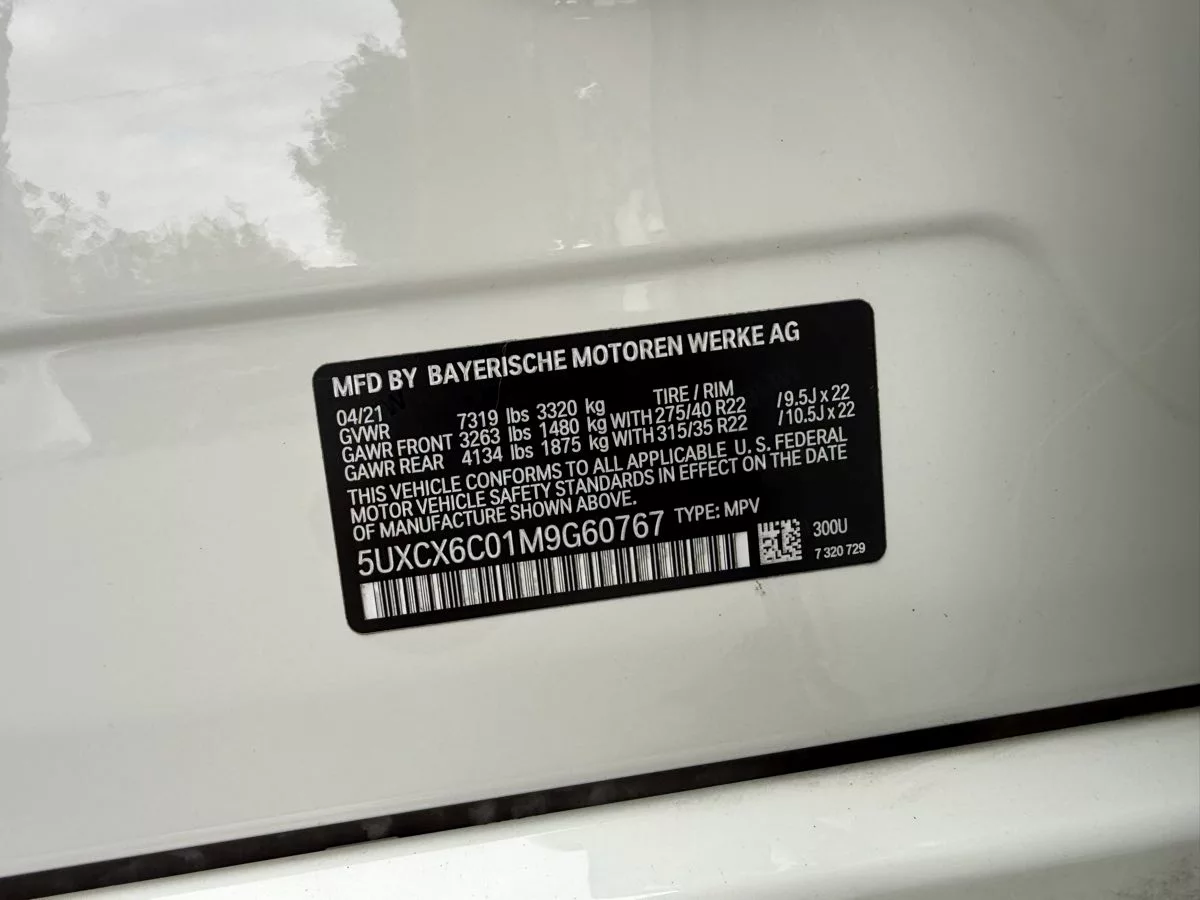 MFD BY BAYERISCHE MOTOREN WERKE AG
04/21 TIRE / RIM
GVWR 7319 lbs 3320 kg
GAWR FRONT 3263 lbs 1480 kg WITH 275/40 R22 /9.5J x 22
GAWR REAR 4134 lbs 1875 kg WITH 315/35 R22 /10.5J x 22
THIS VEHICLE CONFORMS TO ALL APPLICABLE U. S. FEDERAL
MOTOR VEHICLE SAFETY STANDARDS IN EFFECT ON THE DATE
OF MANUFACTURE SHOWN ABOVE.
5UXCX6C01M9G60767 TYPE: MPV
300U
7 320 729